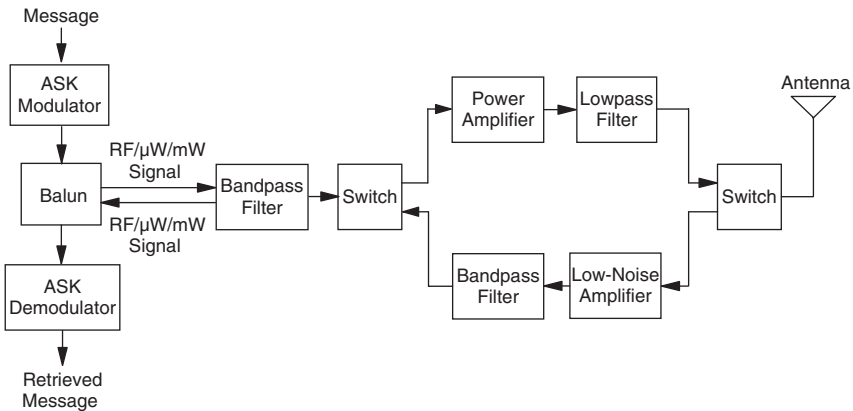 Message
ASK
Modulator
RF/µW/mW
Signal
Balun
RF/µW/mW
Signal
ASK
Demodulator
Retrieved
Message
Bandpass
Filter
Switch
Power
Amplifier
Lowpass
Filter
Bandpass
Filter
Low-Noise
Amplifier
Switch
Antenna